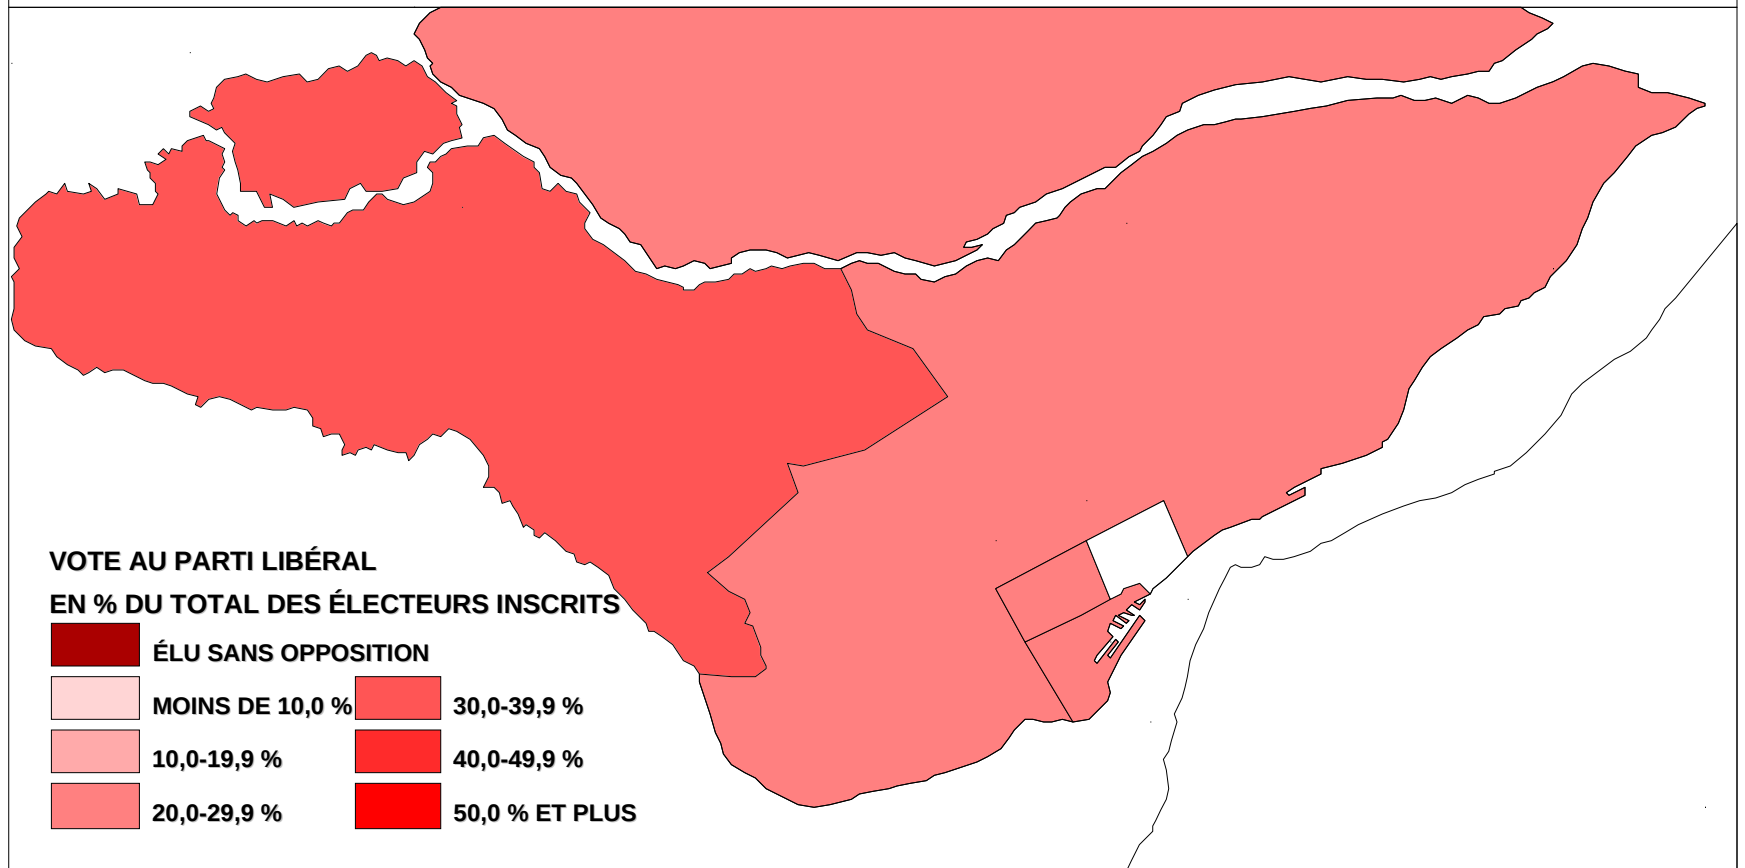 VOTE AU PARTI LIBÉRAL
EN % DU TOTAL DES ÉLECTEURS INSCRITS
ÉLU SANS OPPOSITION
MOINS DE 10,0 %
10,0-19,9 %
20,0-29,9 %
30,0-39,9 %
40,0-49,9 %
50,0 % ET PLUS